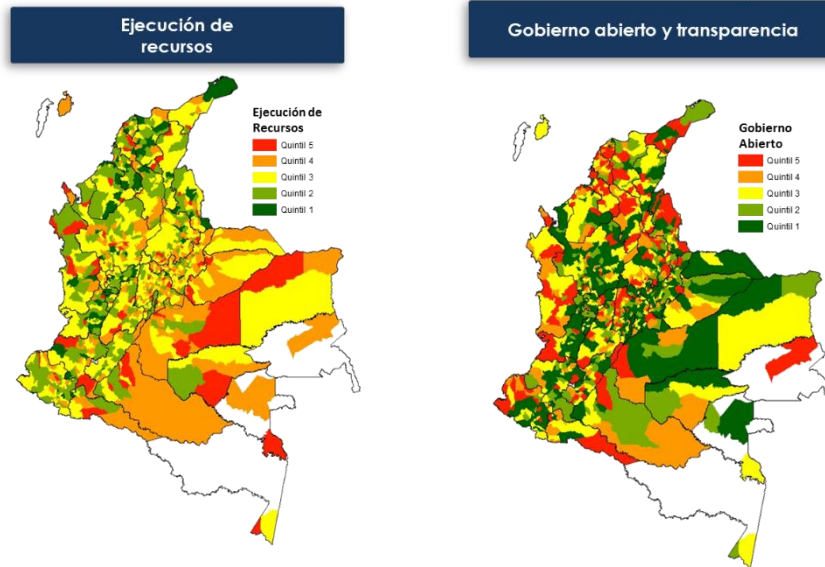 Ejecución de
recursos
Gobierno abierto y transparencia
Ejecución de
Recursos
Quintil 5
Quintil 4
Quintil 3
Quintil 2
Quintil 1
Gobierno
Abierto
Quintil 5
Quintil 4
Quintil 3
Quintil 2
Quintil 1